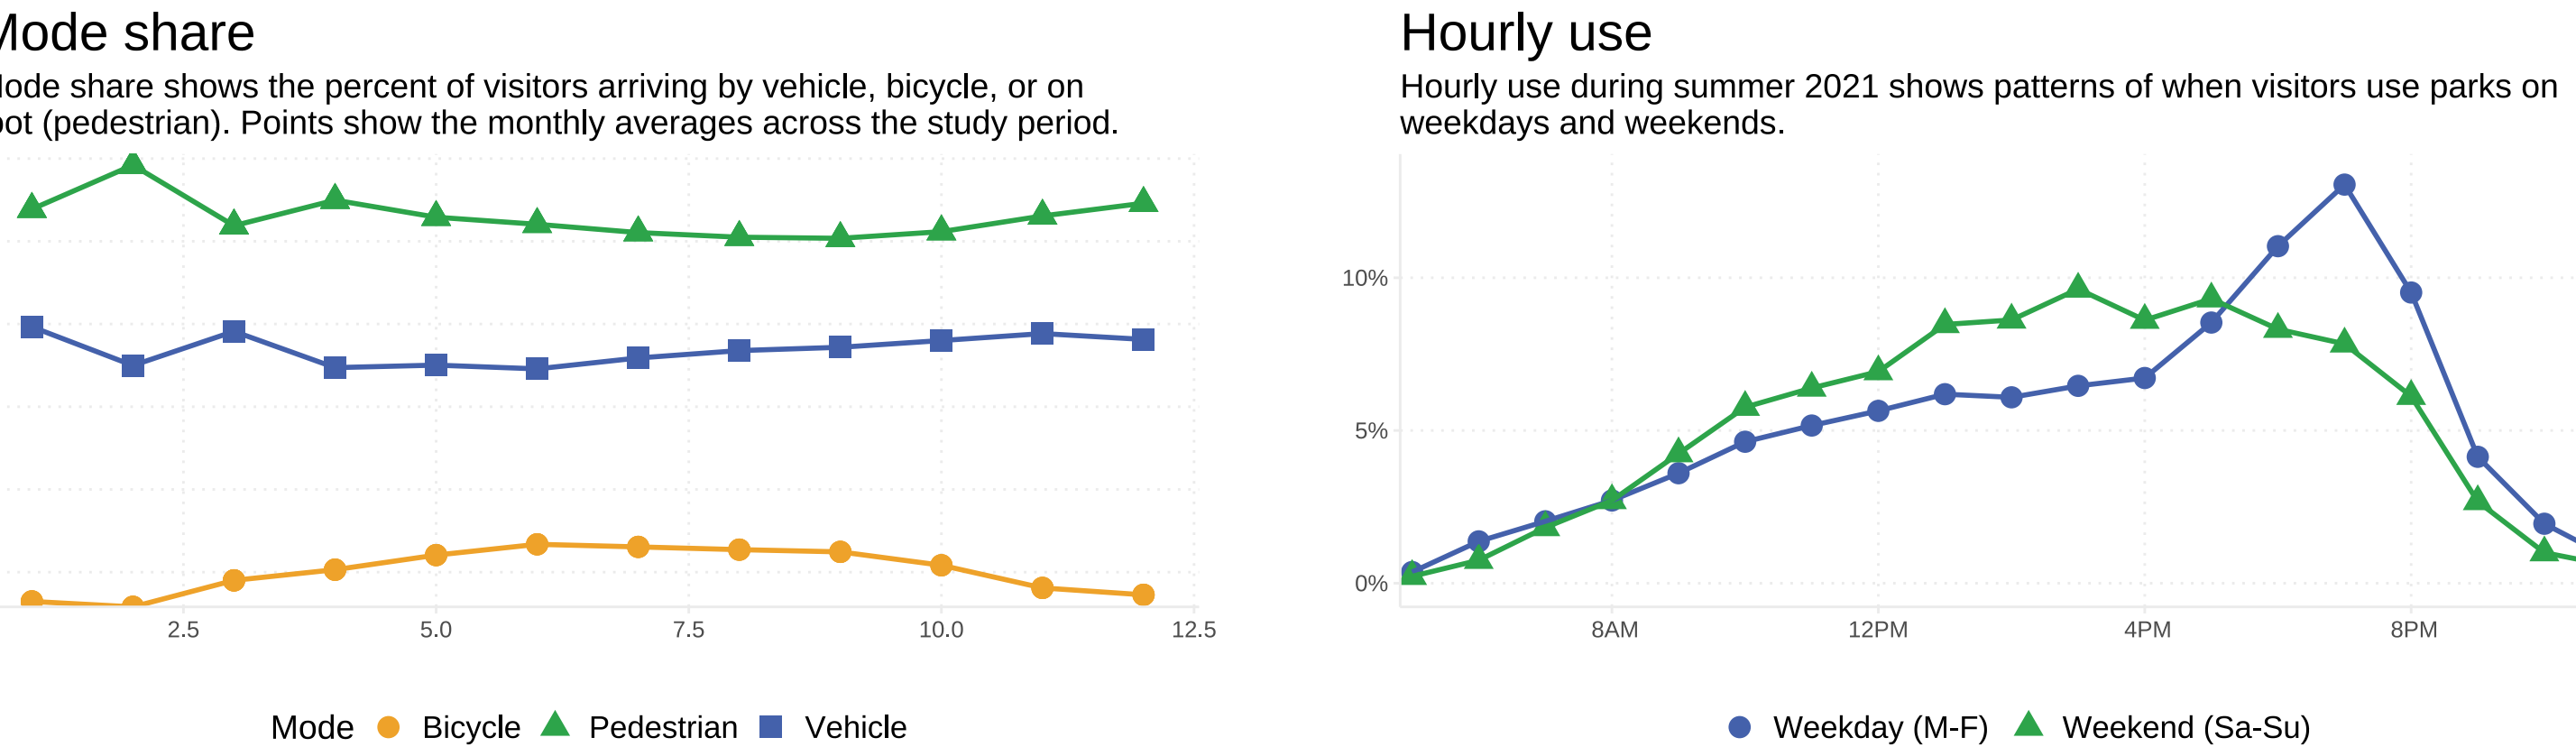 Mode share
Mode share shows the percent of visitors arriving by vehicle, bicycle, or on
foot (pedestrian). Points show the monthly averages across the study period.
2.5 5.0 7.5 10.0 12.5
Mode Bicycle Pedestrian Vehicle
Hourly use
Hourly use during summer 2021 shows patterns of when visitors use parks on
weekdays and weekends.
10%
5%
0%
8AM 12PM 4PM 8PM
Weekday (M-F) Weekend (Sa-Su)